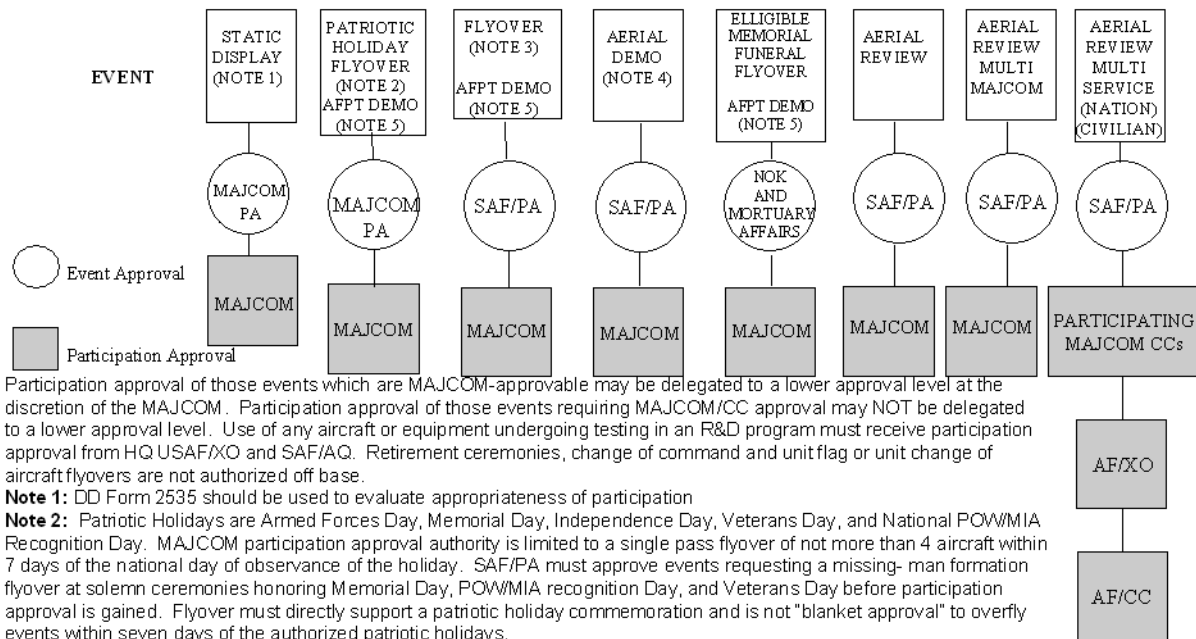 EVENT
STATIC
DISPLAY
(NOTE 1)
PATRIOTIC
HOLIDAY
FLYOVER
(NOTE 2)
AFPT DEMO
(NOTE 5)
FLYOVER
(NOTE 3)
AFPT DEMO
(NOTE 5)
AERIAL
DEMO
(NOTE 4)
ELLIGIBLE
MEMORIAL
FUNERAL
FLYOVER
AFPT DEMO
(NOTE 5)
AERIAL
REVIEW
AERIAL
REVIEW
MULTI
MAJCOM
AERIAL
REVIEW
MULTI
SERVICE
(NATION)
(CIVILIAN)
MAJCOM
PA
MAJCOM
PA
SAF/PA
SAF/PA
NOK
AND
MORTUARY
AFFAIRS
SAF/PA
SAF/PA
SAF/PA
Event Approval
MAJCOM
MAJCOM
MAJCOM
MAJCOM
MAJCOM
MAJCOM
MAJCOM
PARTICIPATING
MAJCOM CCs
Participation Approval
AF/XO
AF/CC
Participation approval of those events which are MAJCOM-approvable may be delegated to a lower approval level at the
discretion of the MAJCOM. Participation approval of those events requiring MAJCOM/CC approval may NOT be delegated
to a lower approval level. Use of any aircraft or equipment undergoing testing in an R&D program must receive participation
approval from HQ USAF/XO and SAF/AQ. Retirement ceremonies, change of command and unit flag or unit change of
aircraft flyovers are not authorized off base.
Note 1: DD Form 2535 should be used to evaluate appropriateness of participation
Note 2: Patriotic Holidays are Armed Forces Day, Memorial Day, Independence Day, Veterans Day, and National POW/MIA
Recognition Day. MAJCOM participation approval authority is limited to a single pass flyover of not more than 4 aircraft within
7 days of the national day of observance of the holiday. SAF/PA must approve events requesting a missing- man formation
flyover at solemn ceremonies honoring Memorial Day, POW/MIA recognition Day, and Veterans Day before participation
approval is gained. Flyover must directly support a patriotic holiday commemoration and is not "blanket approval" to overfly
events within seven days of the authorized patriotic holidays.